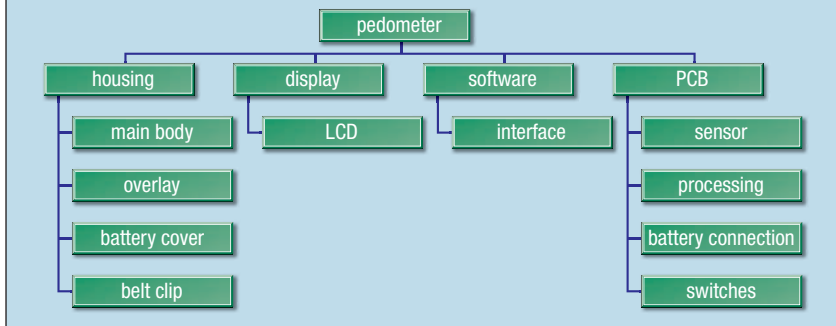 pedometer
housing
display
software
PCB
main body
LCD
interface
sensor
overlay
processing
battery cover
battery connection
belt clip
switches